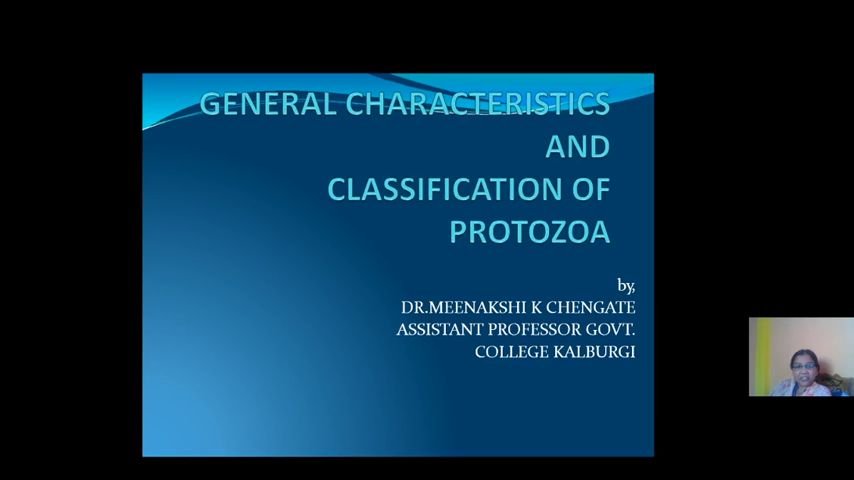 GENERAL CHARACTERISTICS
AND
CLASSIFICATION OF
PROTOZOA
by,
DR.MEENAKSHI K CHENGATE
ASSISTANT PROFESSOR GOVT.
COLLEGE KALBURGI